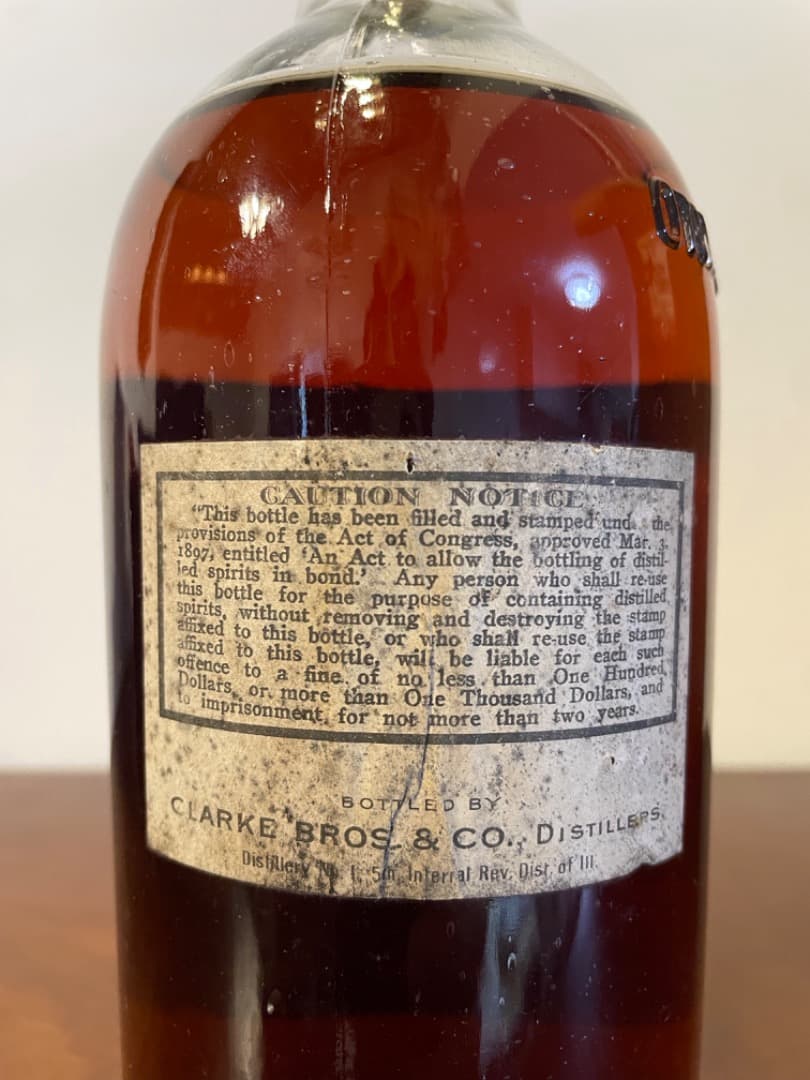 CAUTION NOTICE
"This bottle has been filled and stamped und the
provisions of the Act of Congress, approved Mar. 3,
1897, entitled 'An Act to allow the bottling of distil-
led spirits in bond.' Any person who shall re-use
this bottle for the purpose of containing distilled
spirits, without removing and destroying the stamp
affixed to this bottle, or who shall re-use the stamp
affixed to this bottle, will be liable for each such
offence to a fine of no less than One Hundred
Dollars, or more than One Thousand Dollars, and
to imprisonment for not more than two years.
BOTTLED BY
CLARKE BROS. & CO., DISTILLERS.
Distillery No 1, 5th Internal Rev. Dist. of Ill.